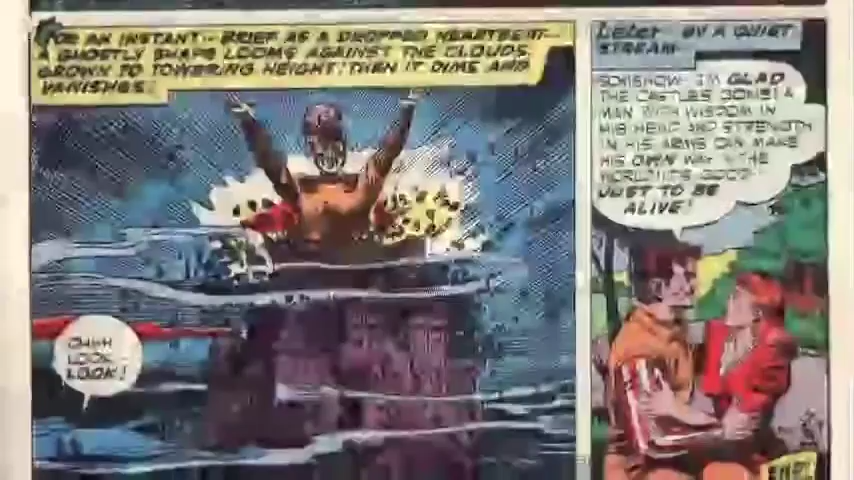 FOR AN INSTANT-- BRIEF AS A DROPPED HEARTBEAT--
A GHOSTLY SHAPE LOOMS AGAINST THE CLOUDS,
GROWN TO TOWERING HEIGHT! THEN IT DIMS AND
VANISHES!
OHHH
LOOK--
LOOK!
LATER-- BY A QUIET
STREAM--
SOMEHOW I'M GLAD
THE CASTLE'S GONE! A
MAN WITH WISDOM IN
HIS HEAD AND STRENGTH
IN HIS ARMS CAN MAKE
HIS OWN WAY IN THE
WORLD! IT'S GOOD
JUST TO BE
ALIVE!
END!